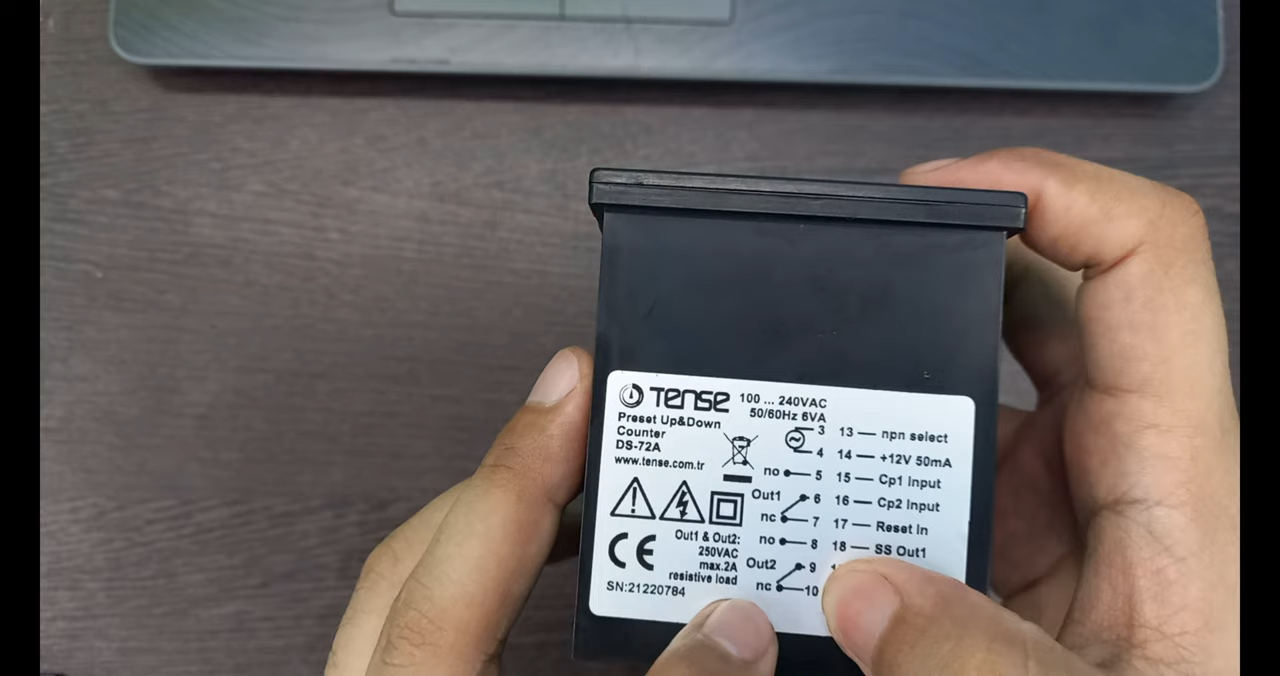 TENSE
100 ... 240VAC
50/60Hz 6VA
Preset Up&Down
Counter
DS-72A
www.tense.com.tr
3
4
no 5
Out1 6
nc 7
no 8
Out2 9
nc 10
13 — npn select
14 — +12V 50mA
15 — Cp1 Input
16 — Cp2 Input
17 — Reset In
18 — SS Out1
CE
Out1 & Out2:
250VAC
max.2A
resistive load
SN:21220784